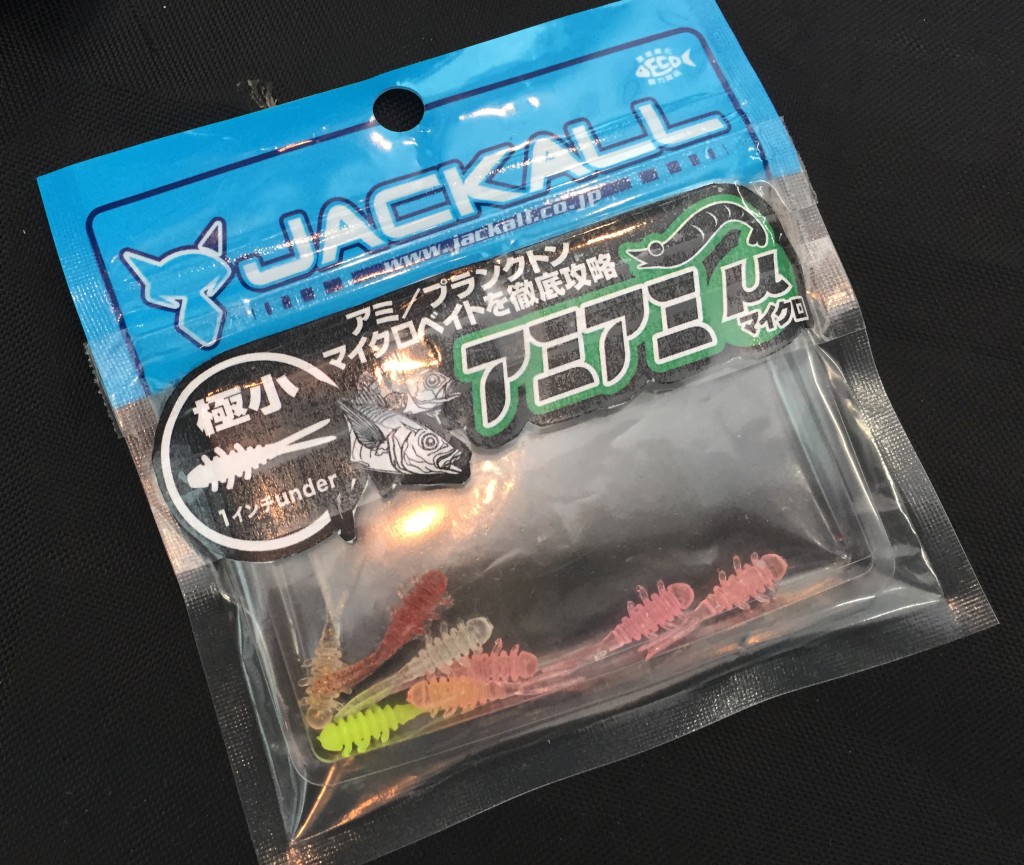 JACKALL
www.jackall.co.jp
アミ/プランクトン
マイクロベイトを徹底攻略
アミアミ μ
マイクロ
極小
1インチunder